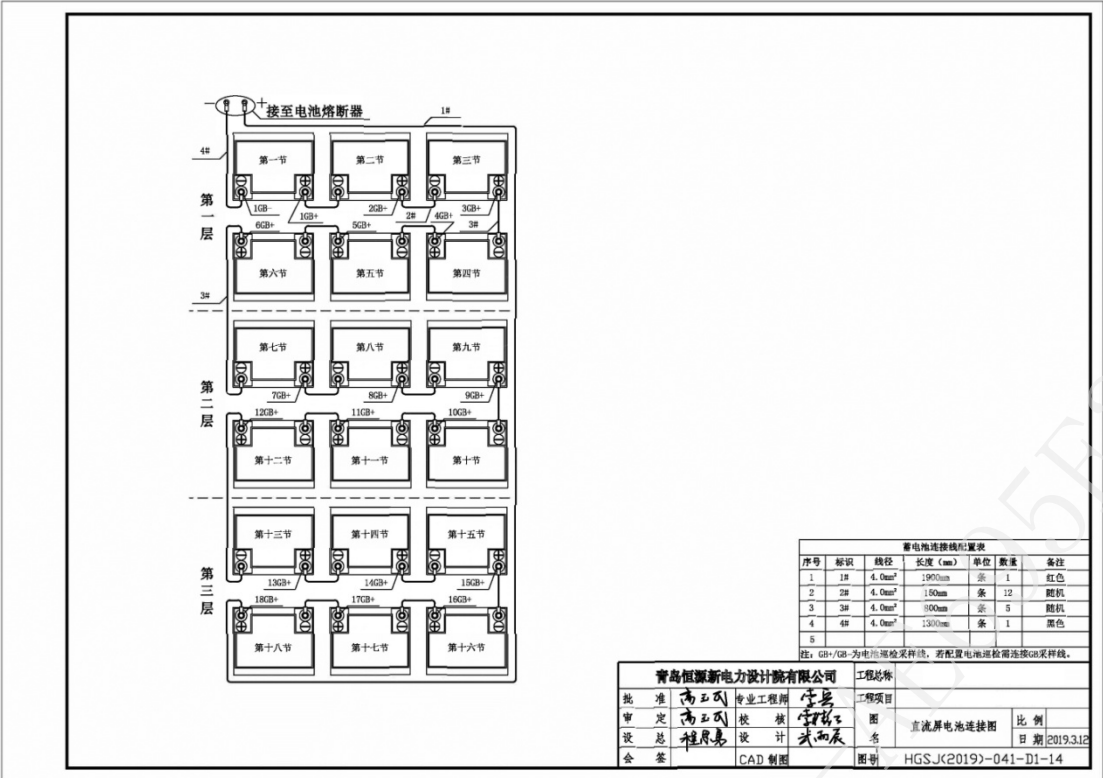 − +
接至电池熔断器
1#
4#
第一节 第二节 第三节
第一层
1GB- 1GB+ 2GB+ 2# 4GB+ 3GB+
6GB+ 5GB+ 3#
第六节 第五节 第四节
3#
第七节 第八节 第九节
第二层
7GB+ 8GB+ 9GB+
12GB+ 11GB+ 10GB+
第十二节 第十一节 第十节
第十三节 第十四节 第十五节
第三层
13GB+ 14GB+ 15GB+
18GB+ 17GB+ 16GB+
第十八节 第十七节 第十六节
蓄电池连接线配置表
序号 标识 线径 长度(mm) 单位 数量 备注
1 1# 4.0mm² 1900mm 条 1 红色
2 2# 4.0mm² 150mm 条 12 随机
3 3# 4.0mm² 800mm 条 5 随机
4 4# 4.0mm² 1300mm 条 1 黑色
5
注：GB+/GB-为电池巡检采样线，若配置电池巡检需连接GB采样线。
青岛恒源新电力设计院有限公司 工程总称
批准 高玉民 专业工程师 工程项目
审定 高玉民 校核 图名 直流屏电池连接图 比例
设总 设计 日期 2019.3.12
会签 CAD制图 图号 HGSJ(2019)-041-D1-14